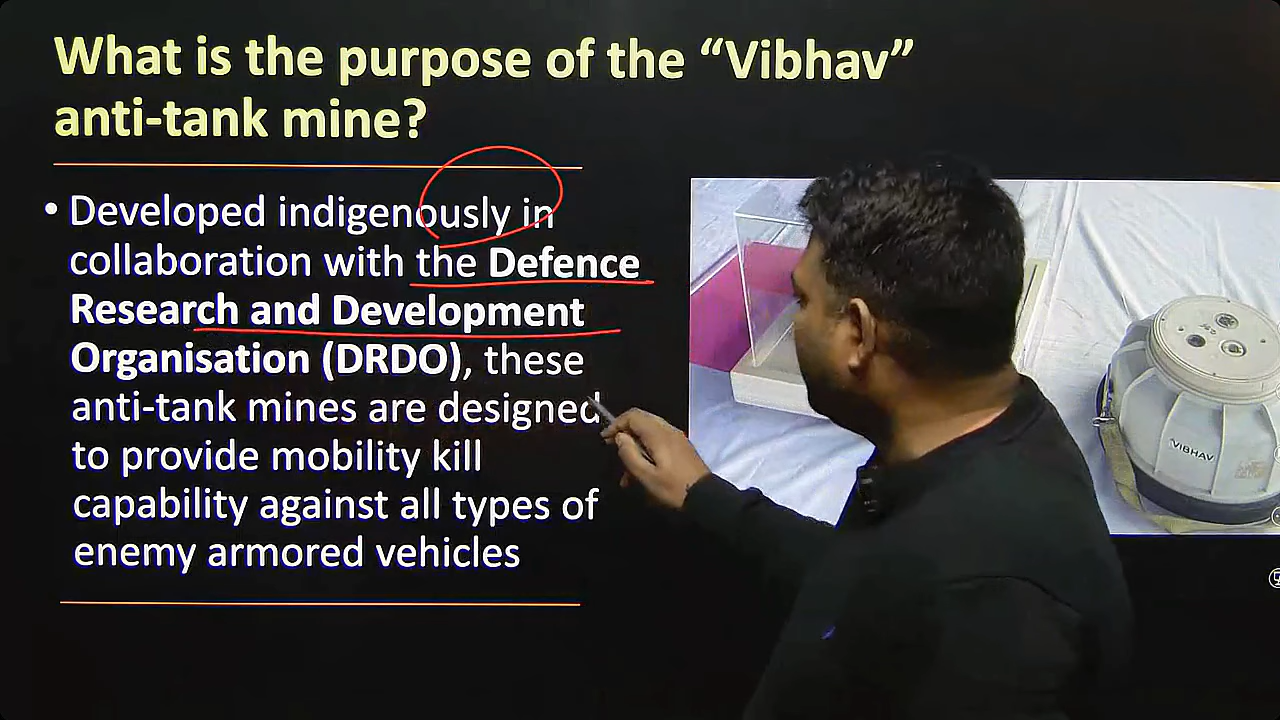 What is the purpose of the “Vibhav”
anti-tank mine?
• Developed indigenously in
collaboration with the Defence
Research and Development
Organisation (DRDO), these
anti-tank mines are designed
to provide mobility kill
capability against all types of
enemy armored vehicles
VIBHAV